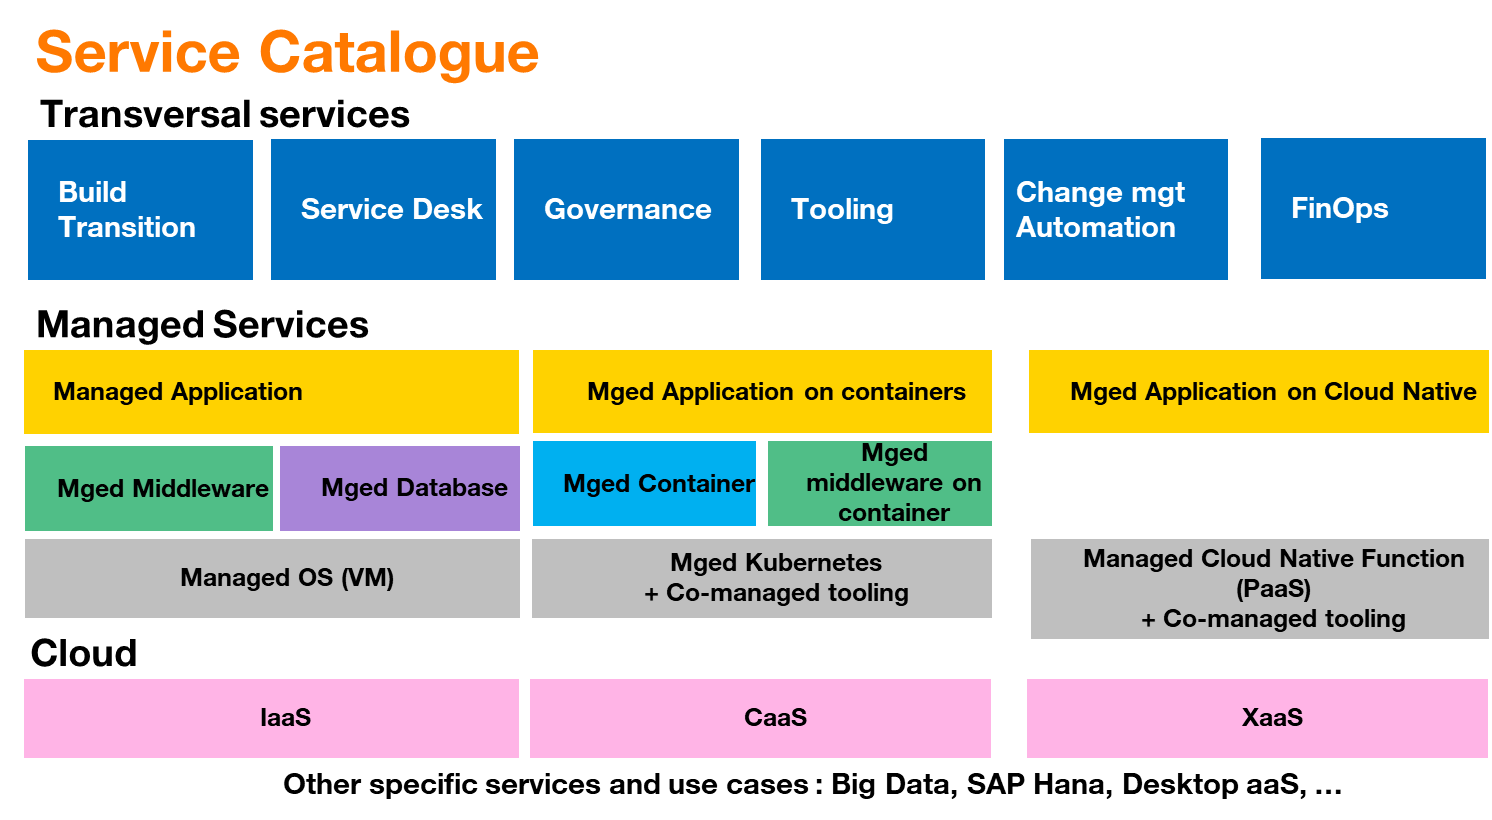 Service Catalogue
Transversal services
Build
Transition
Service Desk
Governance
Tooling
Change mgt
Automation
FinOps
Managed Services
Managed Application
Mged Application on containers
Mged Application on Cloud Native
Mged Middleware
Mged Database
Mged Container
Mged
middleware on
container
Managed OS (VM)
Mged Kubernetes
+ Co-managed tooling
Managed Cloud Native Function
(PaaS)
+ Co-managed tooling
Cloud
IaaS
CaaS
XaaS
Other specific services and use cases : Big Data, SAP Hana, Desktop aaS, ...